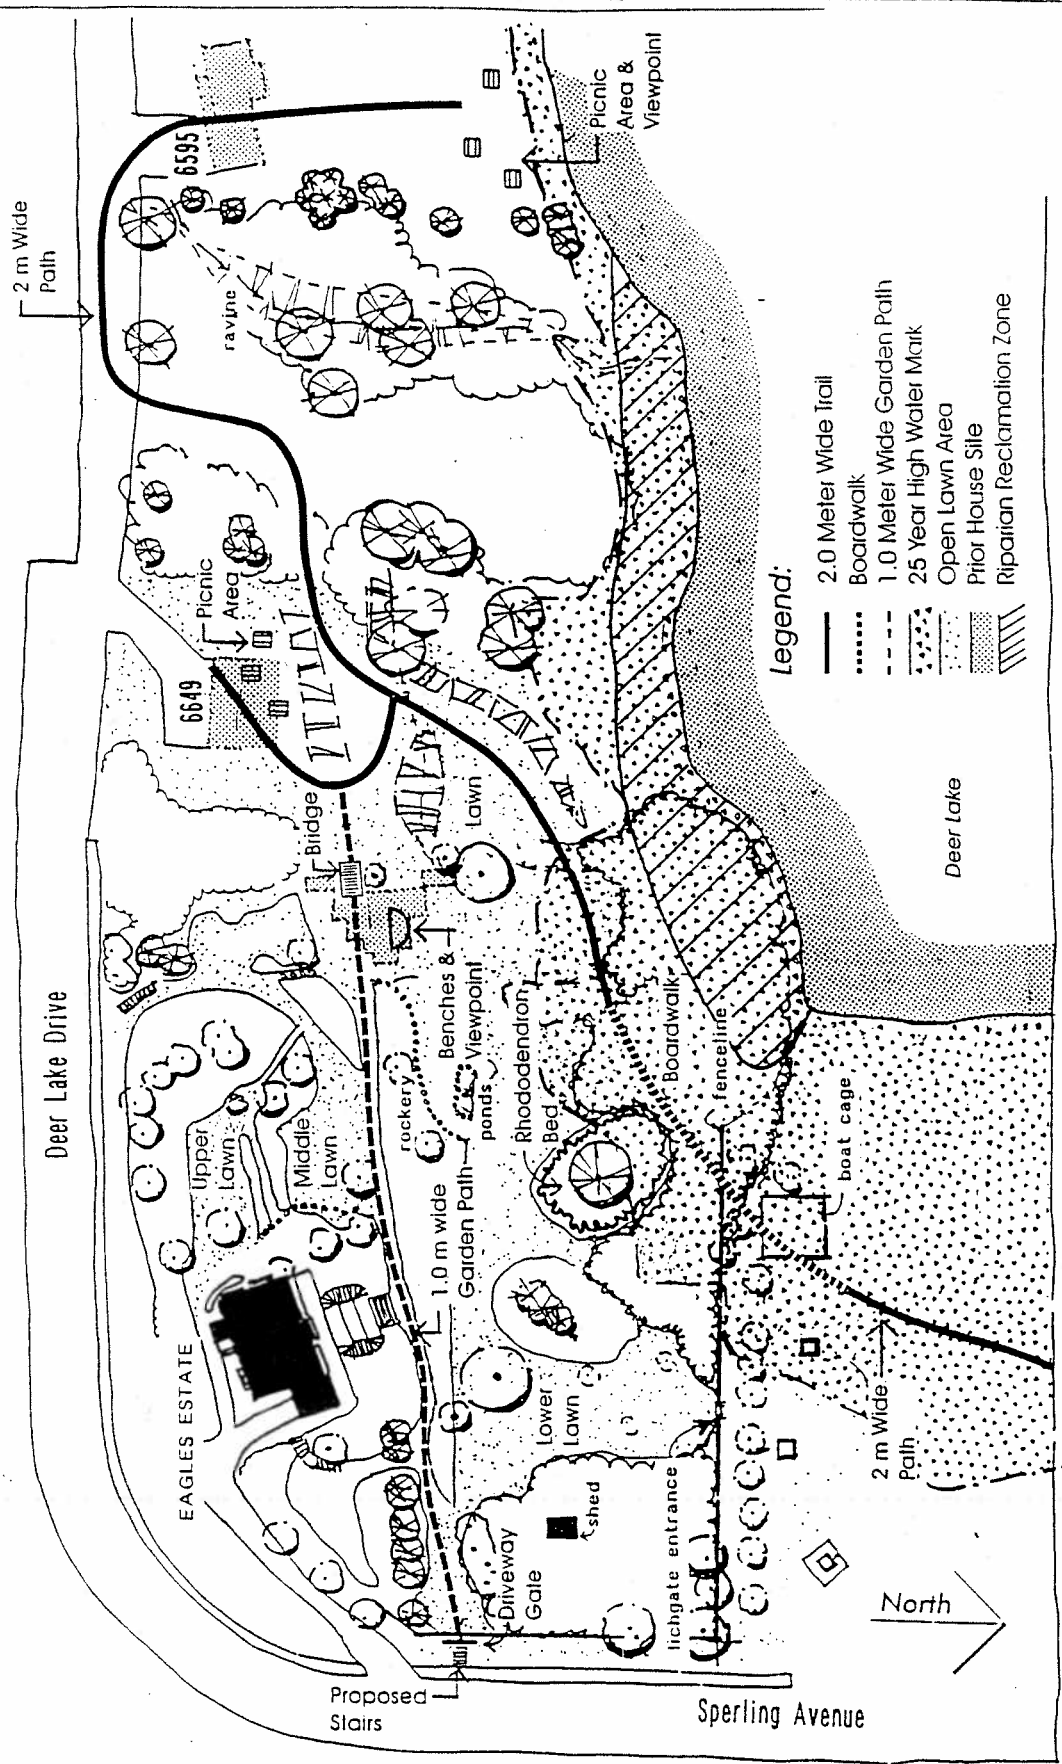 2 m Wide
Path
6595
Picnic
Area &
Viewpoint
ravine
Picnic
Area
6649
Deer Lake Drive
Bridge
Lawn
Benches &
Viewpoint
rockery
ponds
Rhododendron
Bed
Boardwalk
fenceline
boat cage
Upper
Lawn
Middle
Lawn
1.0 m wide
Garden Path
EAGLES ESTATE
Lower
Lawn
shed
Driveway
Gate
lichgate entrance
2 m Wide
Path
Proposed
Stairs
Sperling Avenue
North
Deer Lake
Legend:
2.0 Meter Wide Trail
Boardwalk
1.0 Meter Wide Garden Path
25 Year High Water Mark
Open Lawn Area
Prior House Site
Riparian Reclamation Zone